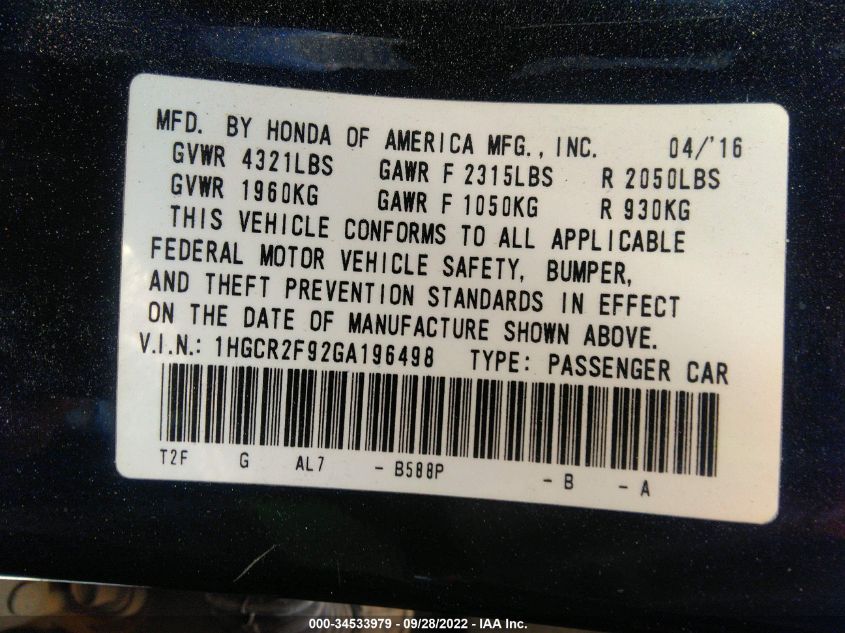 MFD. BY HONDA OF AMERICA MFG., INC. 04/'16
GVWR 4321LBS GAWR F 2315LBS R 2050LBS
GVWR 1960KG GAWR F 1050KG R 930KG
THIS VEHICLE CONFORMS TO ALL APPLICABLE
FEDERAL MOTOR VEHICLE SAFETY, BUMPER,
AND THEFT PREVENTION STANDARDS IN EFFECT
ON THE DATE OF MANUFACTURE SHOWN ABOVE.
V.I.N.: 1HGCR2F92GA196498 TYPE: PASSENGER CAR
T2F G AL7 - B588P - B - A
000-34533979 - 09/28/2022 - IAA Inc.